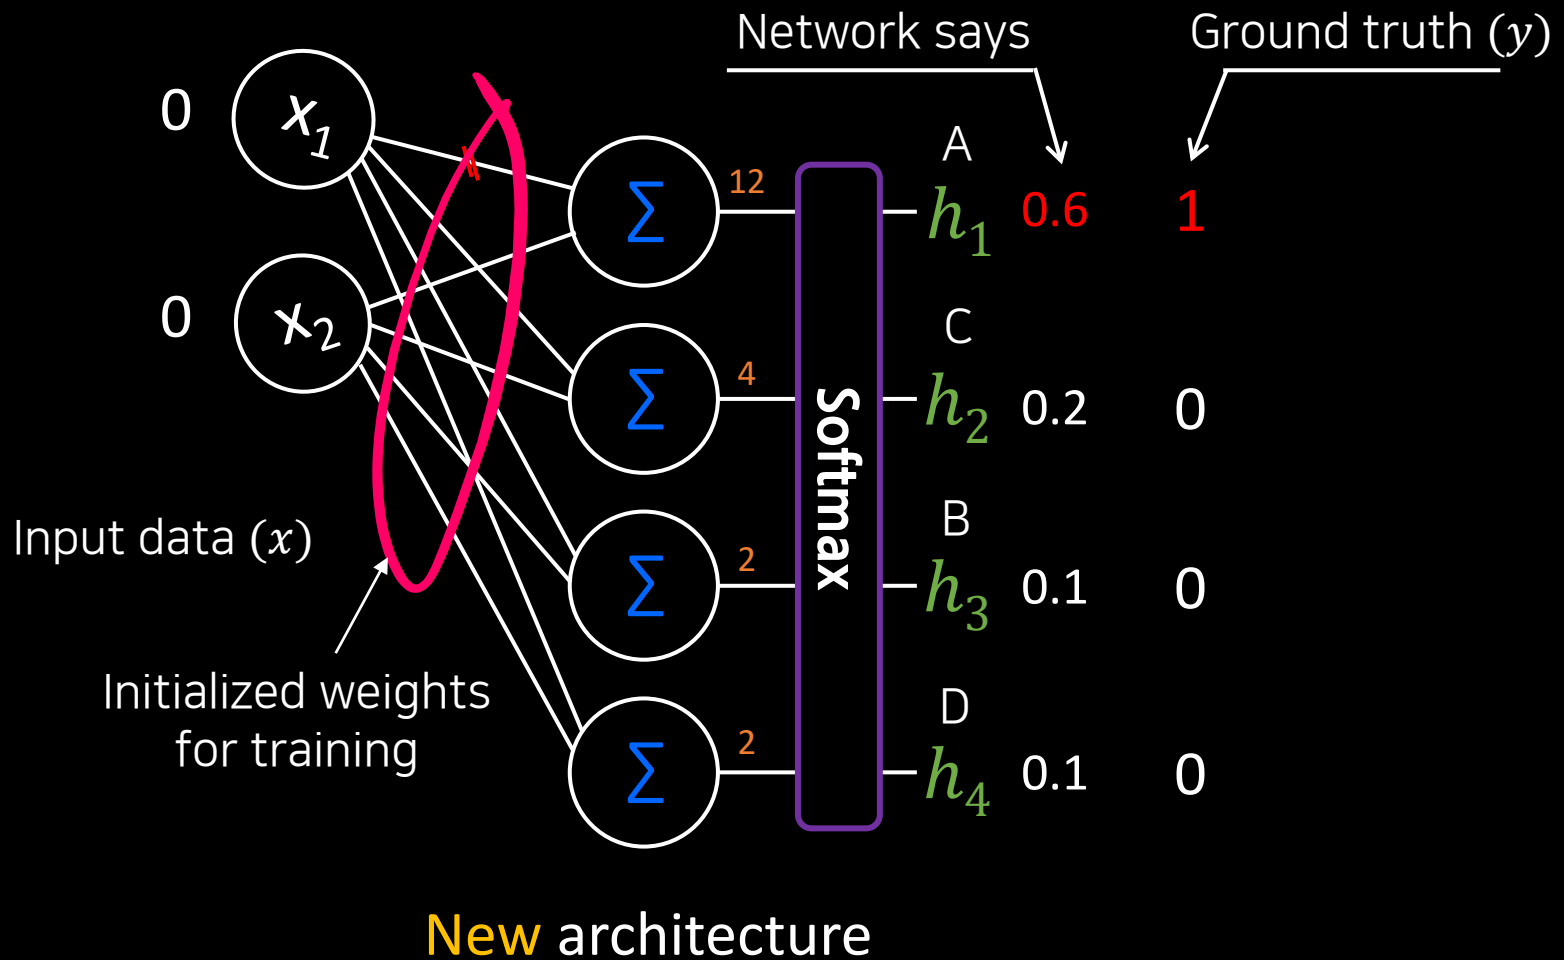 Network says
Ground truth (y)
0
x1
A
12
Σ
h1
0.6
1
0
x2
C
4
Σ
h2
0.2
0
Softmax
Input data (x)
B
2
Σ
h3
0.1
0
Initialized weights
for training
D
2
Σ
h4
0.1
0
New architecture